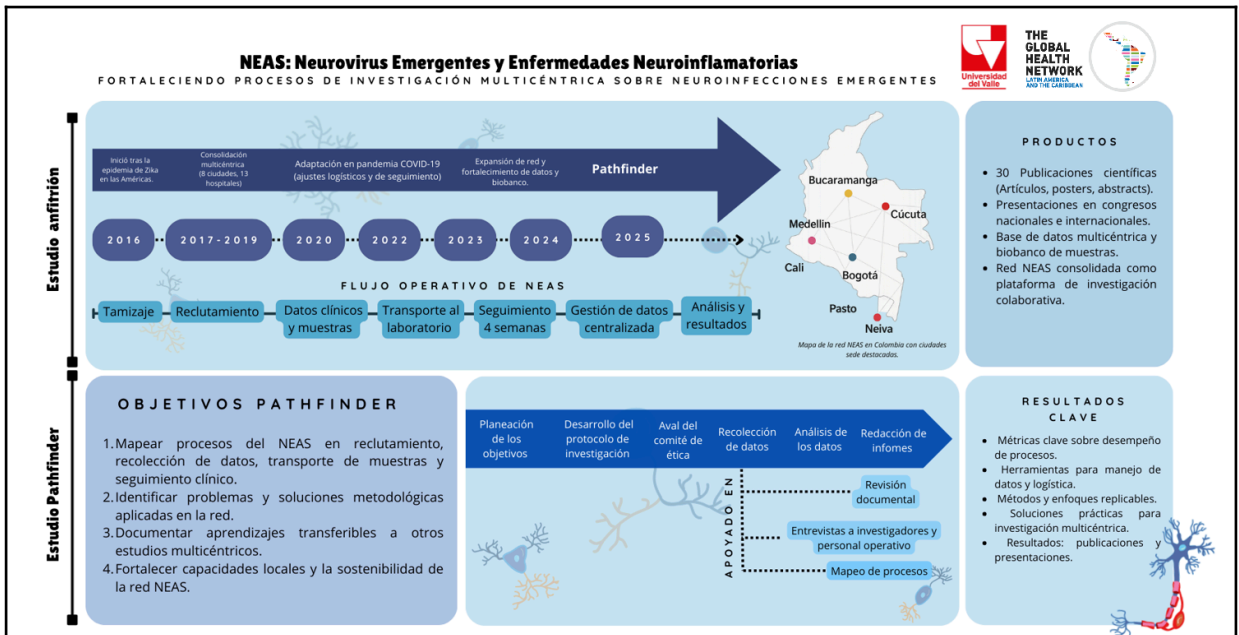 NEAS: Neurovirus Emergentes y Enfermedades Neuroinflamatorias
FORTALECIENDO PROCESOS DE INVESTIGACIÓN MULTICÉNTRICA SOBRE NEUROINFECCIONES EMERGENTES
Universidad
del Valle
THE
GLOBAL
HEALTH
NETWORK
LATIN AMERICA
AND THE CARIBBEAN
Estudio anfitrión
Inició tras la
epidemia de Zika
en las Américas.
Consolidación
multicéntrica
(8 ciudades, 13
hospitales)
Adaptación en pandemia COVID-19
(ajustes logísticos y de seguimiento)
Expansión de red y
fortalecimiento de datos y
biobanco.
Pathfinder
2016
2017-2019
2020
2022
2023
2024
2025
FLUJO OPERATIVO DE NEAS
Tamizaje
Reclutamiento
Datos clínicos
y muestras
Transporte al
laboratorio
Seguimiento
4 semanas
Gestión de datos
centralizada
Análisis y
resultados
Bucaramanga
Cúcuta
Medellin
Cali
Bogotá
Pasto
Neiva
Mapa de la red NEAS en Colombia con ciudades
sede destacadas.
PRODUCTOS
• 30 Publicaciones científicas
(Artículos, posters, abstracts).
• Presentaciones en congresos
nacionales e internacionales.
• Base de datos multicéntrica y
biobanco de muestras.
• Red NEAS consolidada como
plataforma de investigación
colaborativa.
Estudio Pathfinder
OBJETIVOS PATHFINDER
1. Mapear procesos del NEAS en reclutamiento,
recolección de datos, transporte de muestras y
seguimiento clínico.
2. Identificar problemas y soluciones metodológicas
aplicadas en la red.
3. Documentar aprendizajes transferibles a otros
estudios multicéntricos.
4. Fortalecer capacidades locales y la sostenibilidad de
la red NEAS.
Planeación
de los
objetivos
Desarrollo del
protocolo de
investigación
Aval del
comité de
ética
Recolección
de datos
Análisis de
los datos
Redacción de
infomes
APOYADO EN
Revisión
documental
Entrevistas a investigadores y
personal operativo
Mapeo de procesos
RESULTADOS
CLAVE
• Métricas clave sobre desempeño
de procesos.
• Herramientas para manejo de
datos y logística.
• Métodos y enfoques replicables.
• Soluciones prácticas para
investigación multicéntrica.
• Resultados: publicaciones y
presentaciones.